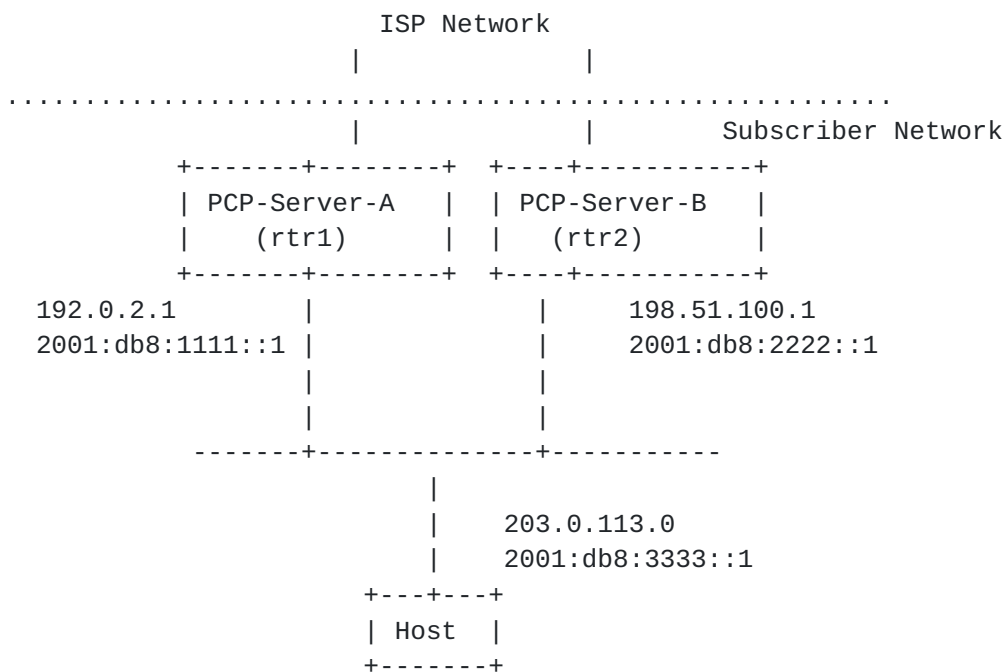 ISP Network
Subscriber Network
PCP-Server-A PCP-Server-B
(rtr1) (rtr2)
192.0.2.1 198.51.100.1
2001:db8:1111::1 2001:db8:2222::1
203.0.113.0
2001:db8:3333::1
Host